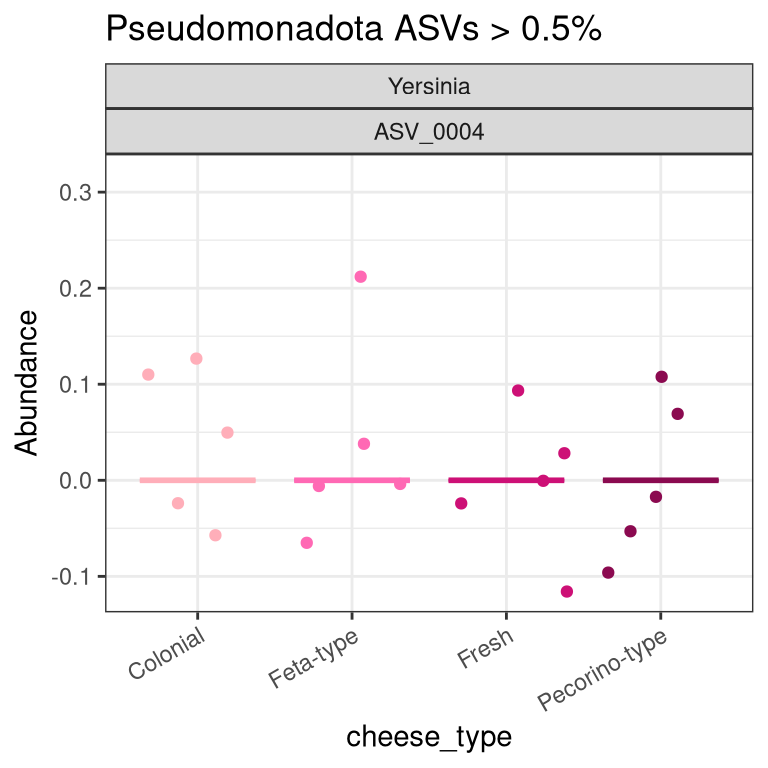 Pseudomonadota ASVs > 0.5%
Yersinia
ASV_0004
0.3
0.2
0.1
0.0
-0.1
Abundance
Colonial
Feta-type
Fresh
Pecorino-type
cheese_type